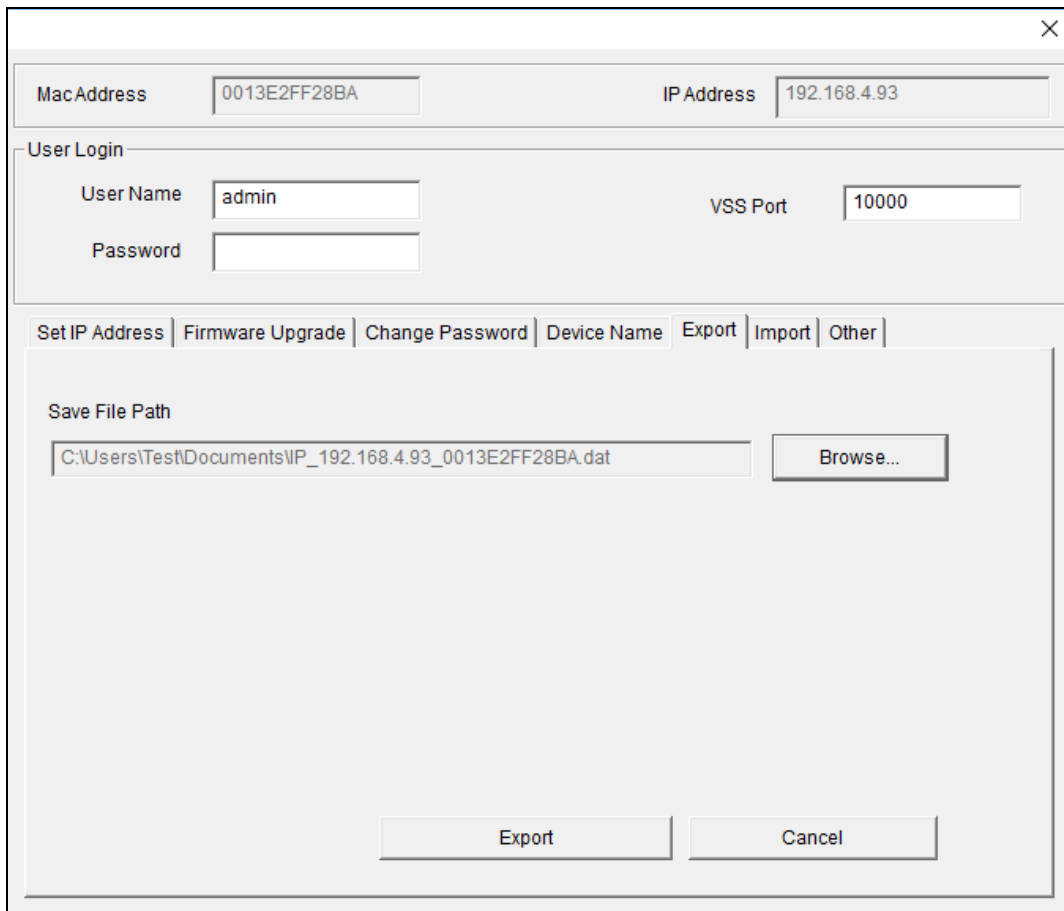 Mac Address 0013E2FF28BA IP Address 192.168.4.93
User Login
User Name admin VSS Port 10000
Password
Set IP Address Firmware Upgrade Change Password Device Name Export Import Other
Save File Path
C:\Users\Test\Documents\IP_192.168.4.93_0013E2FF28BA.dat Browse...
Export Cancel